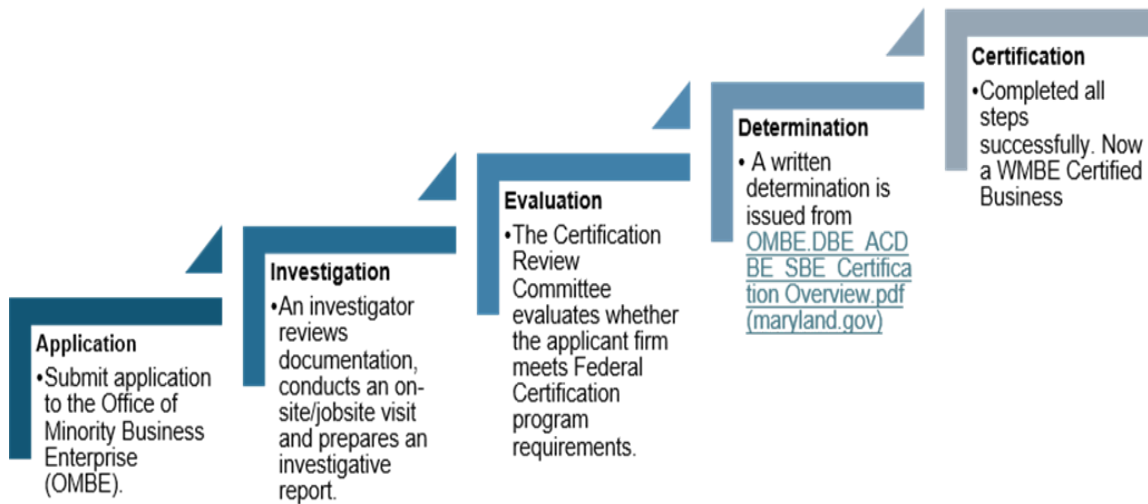 Application
•Submit application
to the Office of
Minority Business
Enterprise
(OMBE).
Investigation
•An investigator
reviews
documentation,
conducts an on-
site/jobsite visit
and prepares an
investigative
report.
Evaluation
•The Certification
Review
Committee
evaluates whether
the applicant firm
meets Federal
Certification
program
requirements.
Determination
• A written
determination is
issued from
OMBE.DBE_ACD
BE_SBE_Certifica
tion Overview.pdf
(maryland.gov)
Certification
•Completed all
steps
successfully. Now
a WMBE Certified
Business